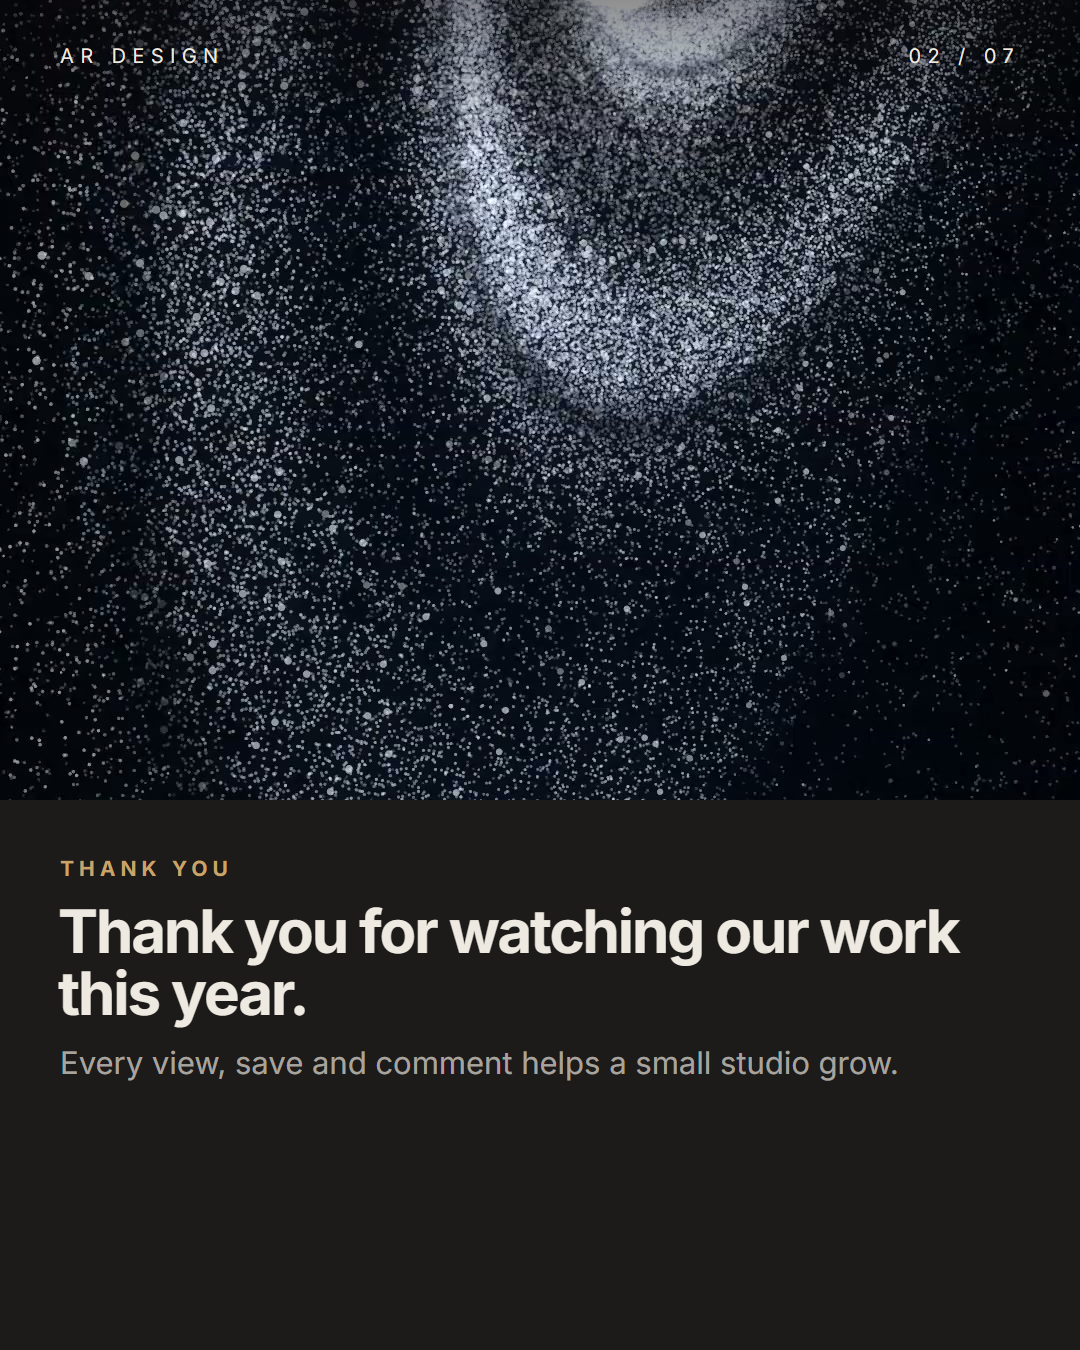 AR DESIGN
02 / 07
THANK YOU
Thank you for watching our work
this year.
Every view, save and comment helps a small studio grow.